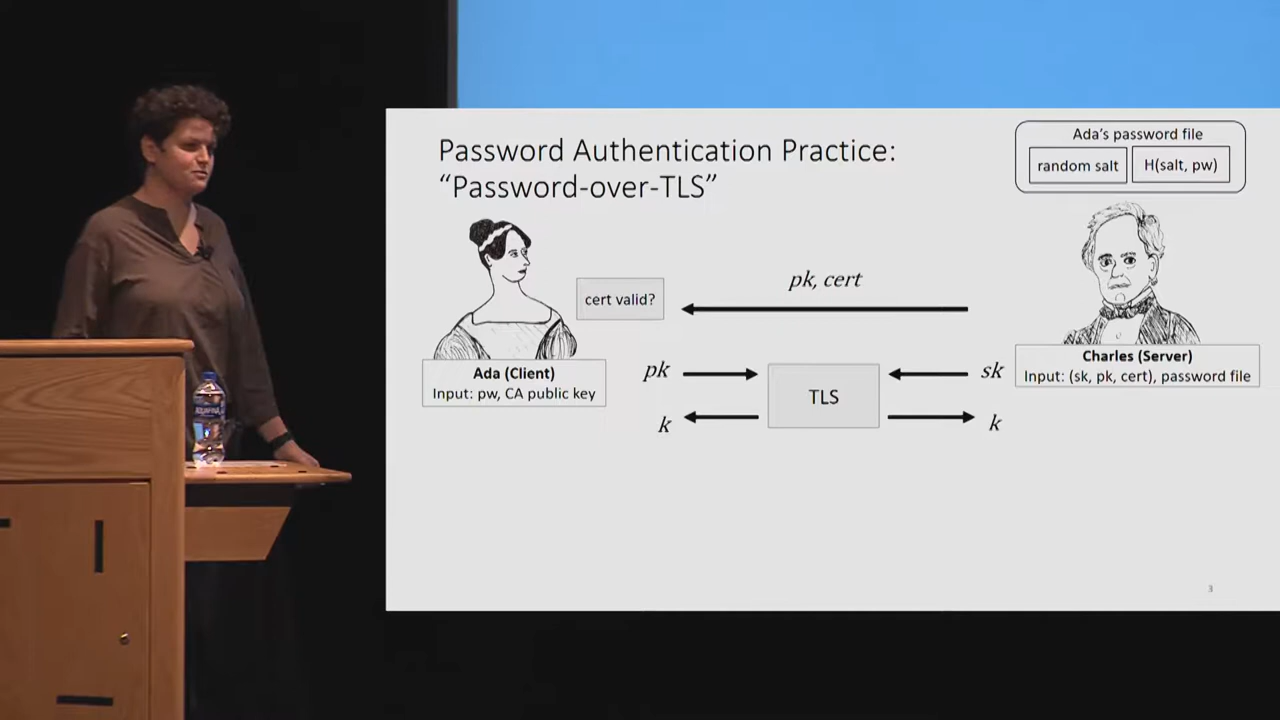 Password Authentication Practice:
“Password-over-TLS”
Ada’s password file
random salt
H(salt, pw)
cert valid?
pk, cert
Ada (Client)
Input: pw, CA public key
Charles (Server)
Input: (sk, pk, cert), password file
pk
TLS
sk
k
k
3